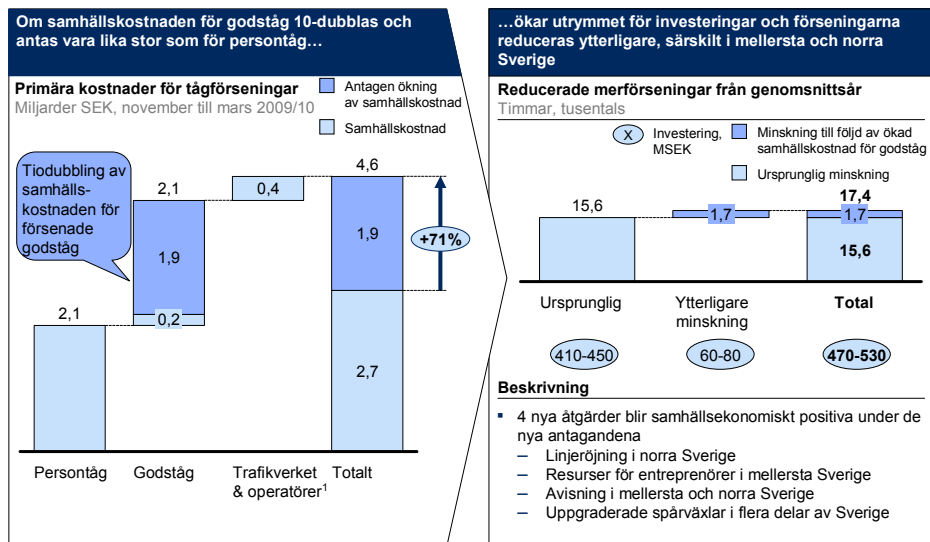 Om samhällskostnaden för godståg 10-dubblas och
antas vara lika stor som för persontåg…
Primära kostnader för tågförseningar
Miljarder SEK, november till mars 2009/10
Antagen ökning
av samhällskostnad
Samhällskostnad
Tiodubbling av
samhälls-
kostnaden för
försenade
godståg
2,1
2,1
1,9
0,2
0,4
4,6
1,9
2,7
+71%
Persontåg
Godståg
Trafikverket
& operatörer1
Totalt
…ökar utrymmet för investeringar och förseningarna
reduceras ytterligare, särskilt i mellersta och norra
Sverige
Reducerade merförseningar från genomsnittsår
Timmar, tusentals
X
Investering,
MSEK
Minskning till följd av ökad
samhällskostnad för godståg
Ursprunglig minskning
15,6
1,7
17,4
1,7
15,6
Ursprunglig
Ytterligare
minskning
Total
410-450
60-80
470-530
Beskrivning
▪ 4 nya åtgärder blir samhällsekonomiskt positiva under de
nya antagandena
– Linjeröjning i norra Sverige
– Resurser för entreprenörer i mellersta Sverige
– Avisning i mellersta och norra Sverige
– Uppgraderade spårväxlar i flera delar av Sverige